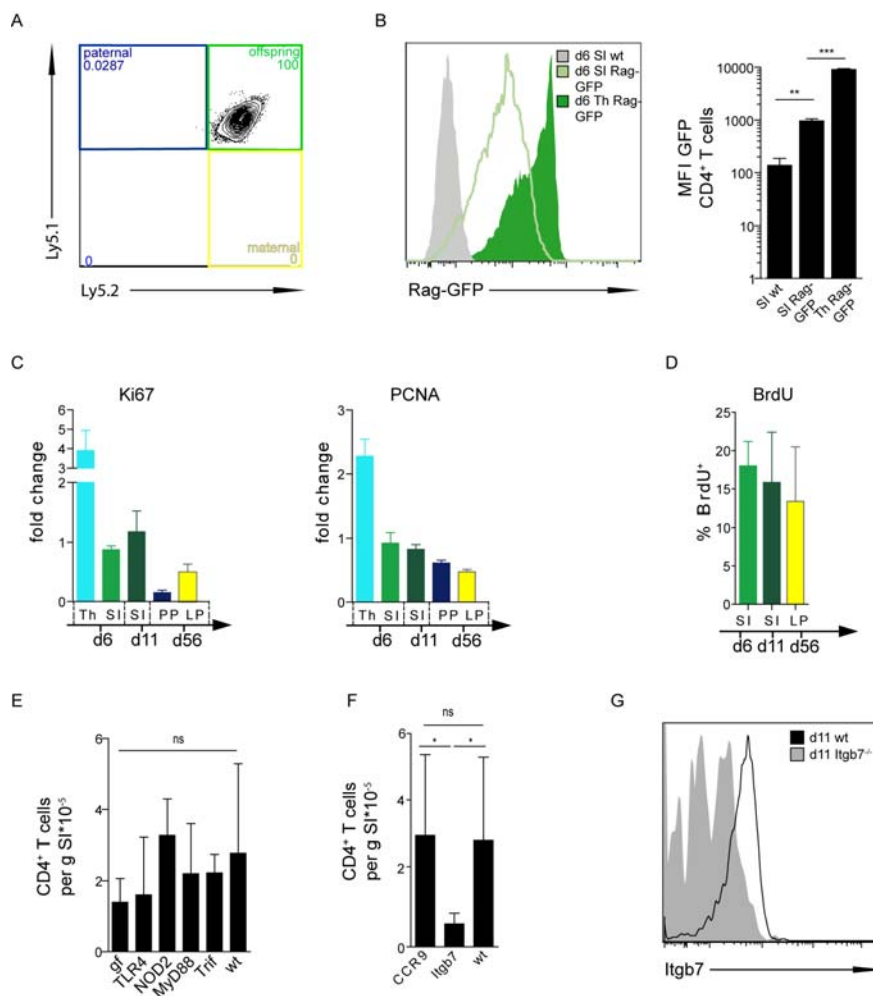 A
paternal
0.0287
offspring
100
0
maternal
0
Ly5.1
Ly5.2
B
d6 SI wt
d6 SI Rag-
GFP
d6 Th Rag-
GFP
Rag-GFP
MFI GFP
CD4+ T cells
10000
1000
100
10
1
**
***
SI wt
SI Rag-
GFP
Th Rag-
GFP
C
Ki67
fold change
6
5
4
3
2
1
0
Th SI SI PP LP
d6 d11 d56
PCNA
fold change
3
2
1
0
Th SI SI PP LP
d6 d11 d56
D
BrdU
% BrdU+
25
20
15
10
5
0
SI SI LP
d6 d11 d56
E
CD4+ T cells
per g SI*10-5
6
4
2
0
ns
gf
TLR4
NOD2
MyD88
Trif
wt
F
CD4+ T cells
per g SI*10-5
6
4
2
0
ns
* *
CCR9
Itgb7
wt
G
d11 wt
d11 Itgb7-/-
Itgb7